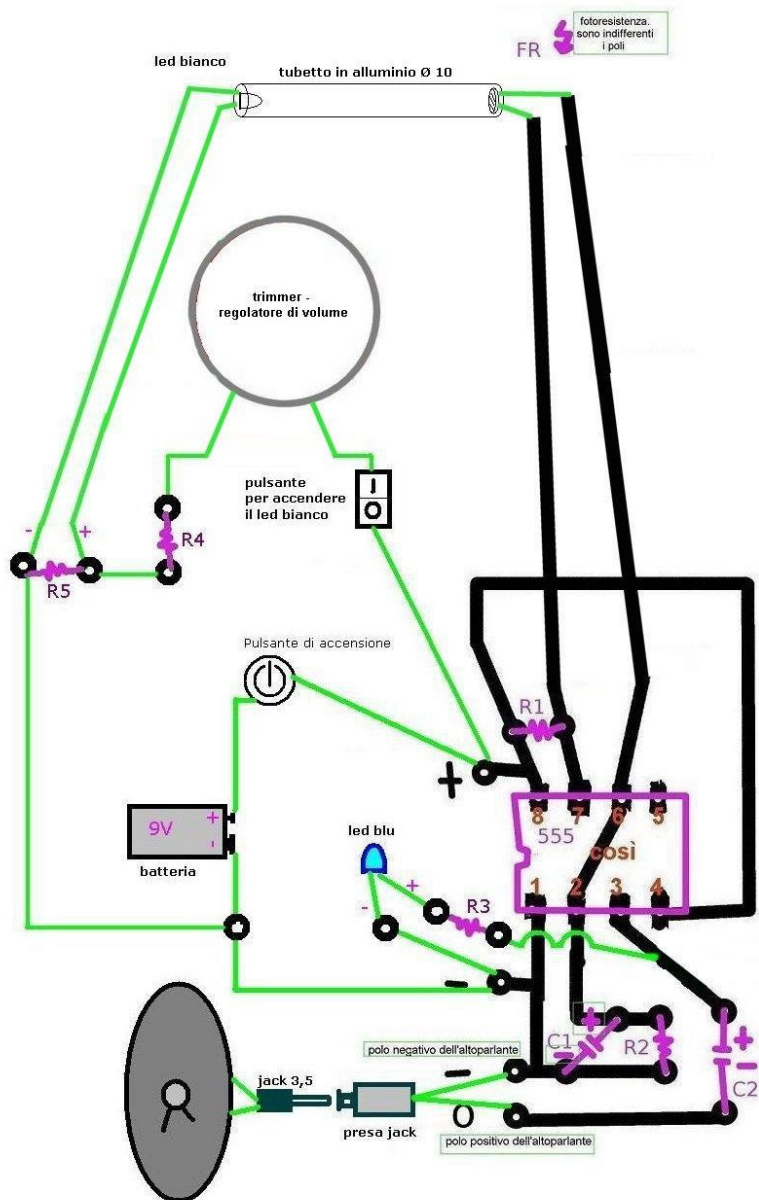 fotoresistenza.
sono indifferenti
i poli
FR
led bianco
tubetto in alluminio Ø 10
trimmer -
regolatore di volume
pulsante
per accendere
il led bianco
I
O
- +
R4
R5
Pulsante di accensione
R1
+
8 7 6 5
555
così
1 2 3 4
9V
+
-
batteria
led blu
+
-
R3
-
+
C1
-
R2
+
-
C2
polo negativo dell'altoparlante
-
jack 3,5
presa jack
O
polo positivo dell'altoparlante